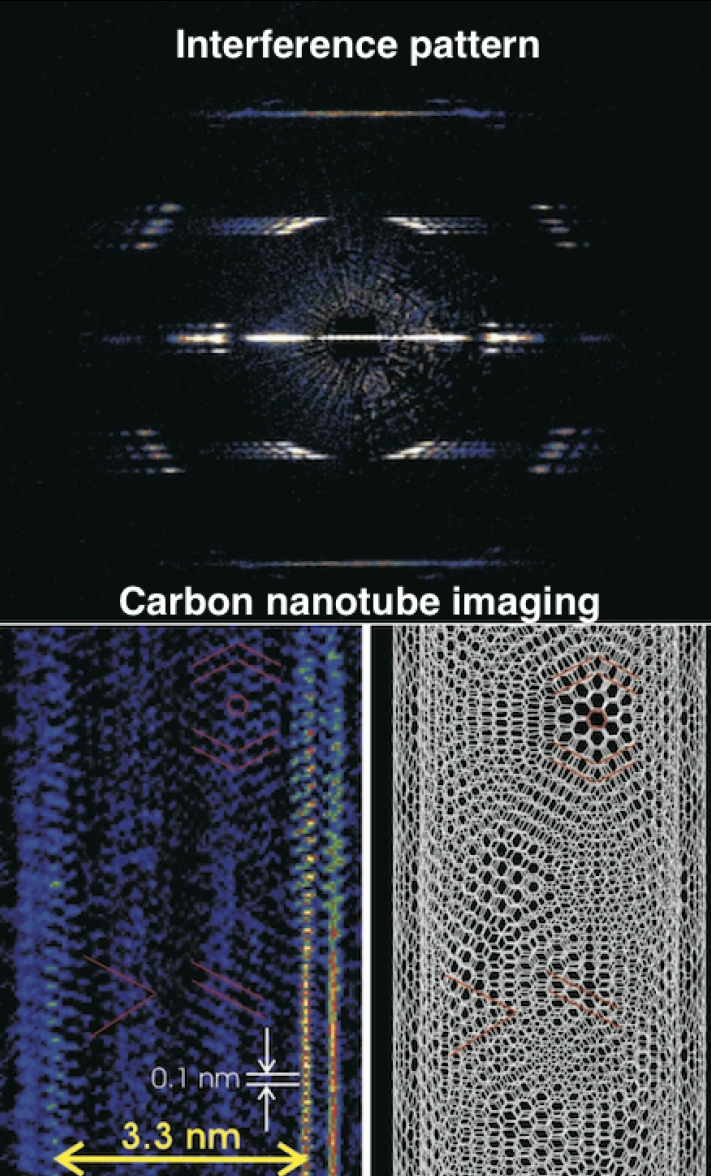 Interference pattern
Carbon nanotube imaging
0.1 nm
3.3 nm